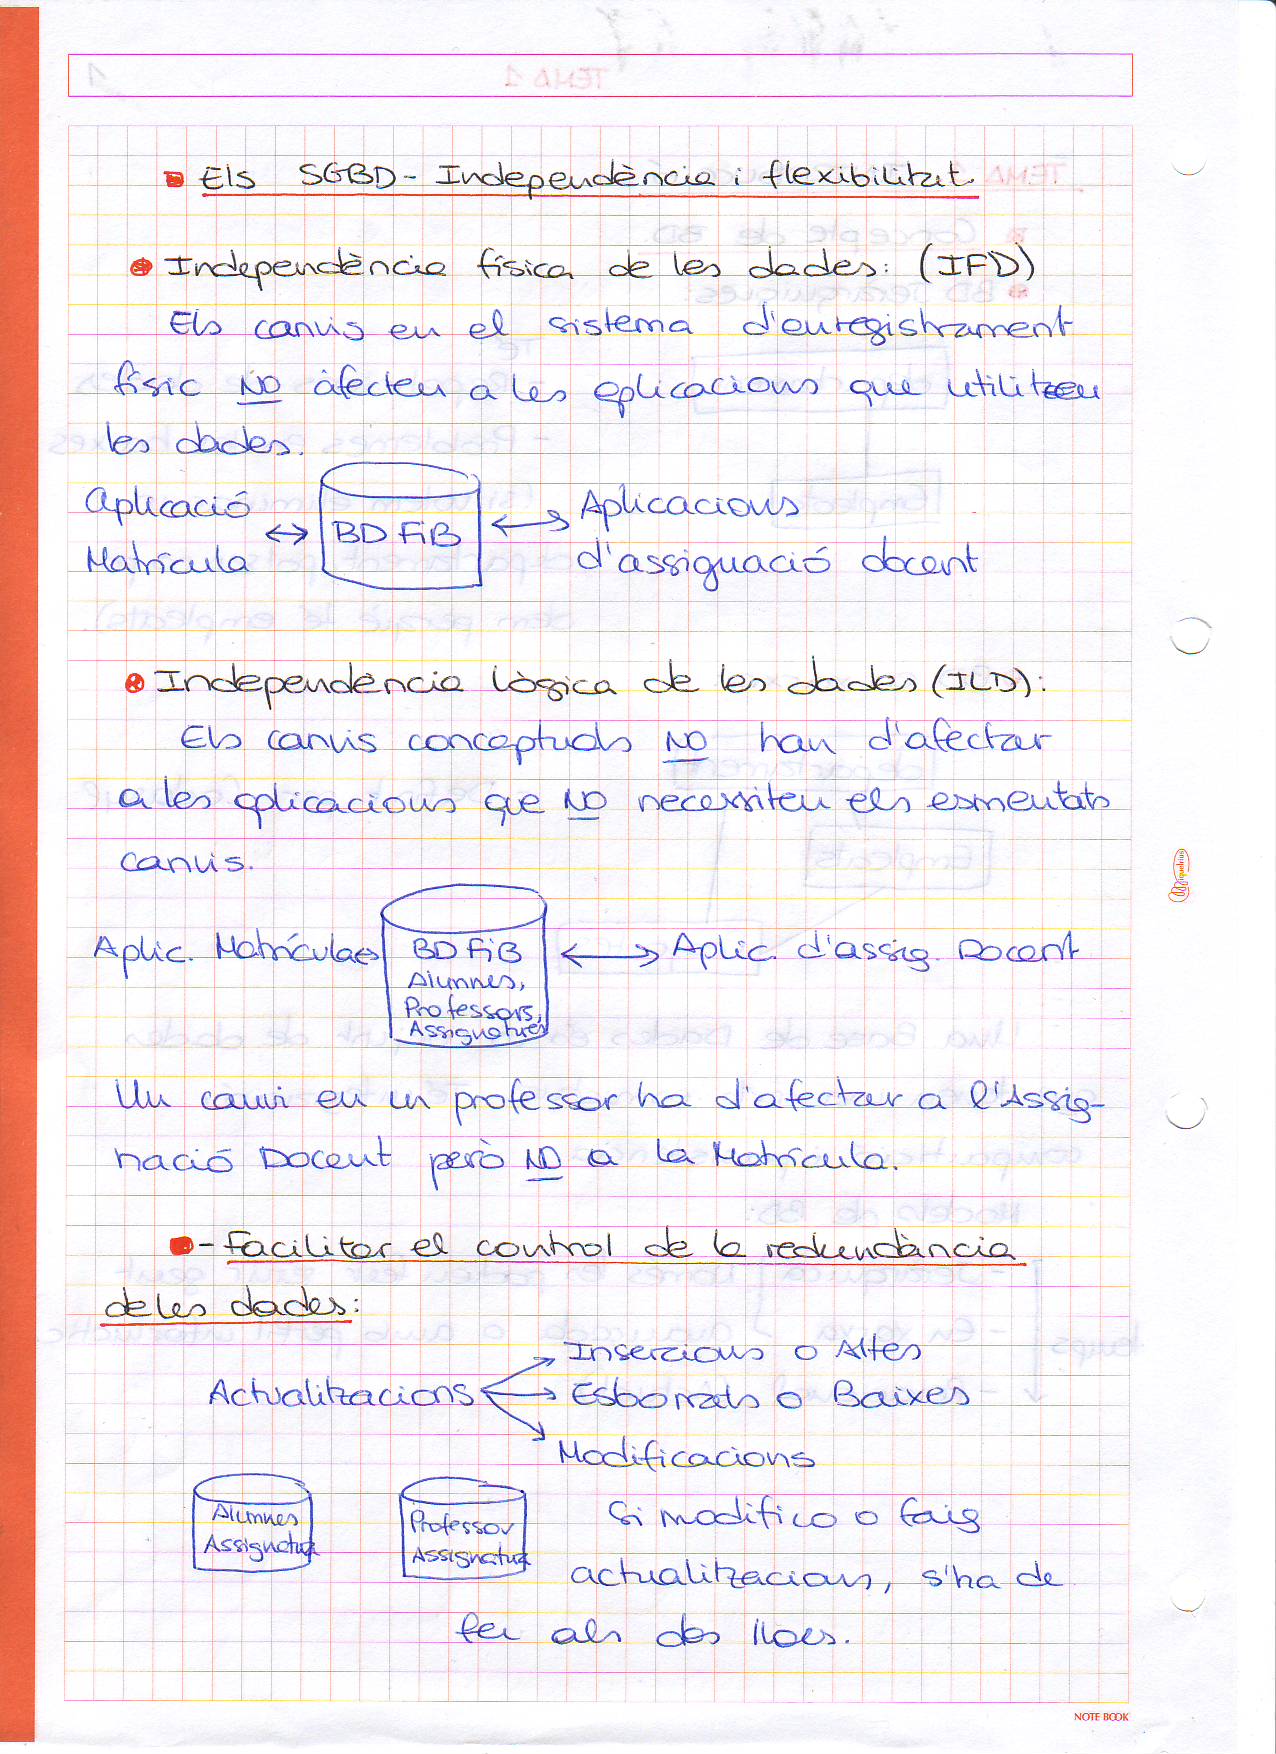 Els SGBD - Independència i flexibilitat.
Independència física de les dades: (IFD)
Els canvis en el sistema d'enregistrament
físic NO afecten a les aplicacions que utilitzen
les dades.
Aplicació
Matrícula
BD FiB
Aplicacions
d'assignació docent
Independència lògica de les dades (ILD):
Els canvis conceptuals NO han d'afectar
a les aplicacions que NO necessiten els esmentats
canvis.
Aplic. Matrícula
BD FiB
Alumnes,
Professors,
Assignatures
Aplic. d'assig. Docent
Un canvi en un professor ha d'afectar a l'Assig-
nació Docent però NO a la Matrícula.
- Facilitar el control de la redundància
de les dades:
Actualitzacions
Insercions o Altes
Esborrats o Baixes
Modificacions
Alumnes
Assignatura
Professor
Assignatura
Si modifico o faig
actualitzacions, s'ha de
fer als dos llocs.
NOTE BOOK